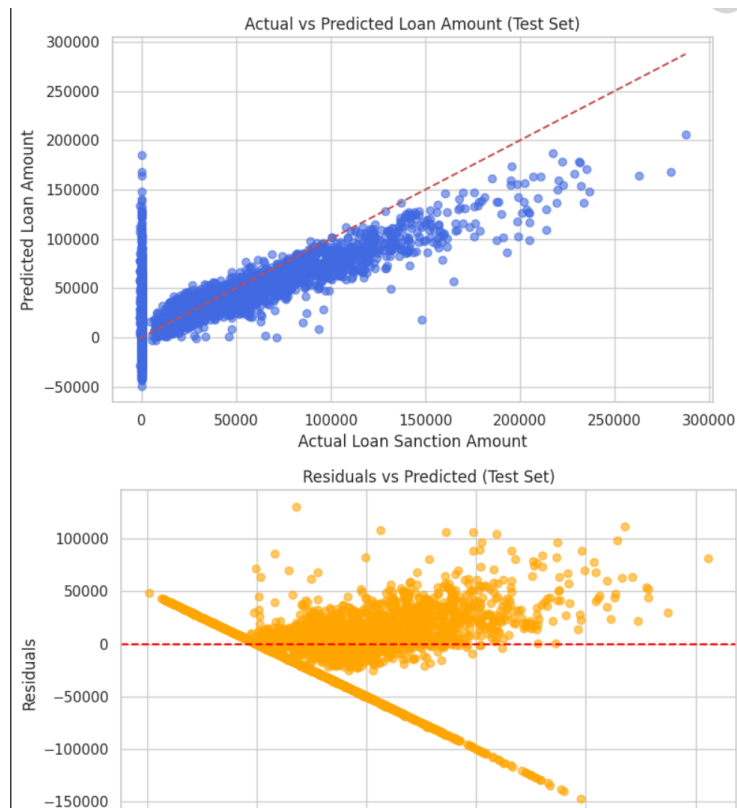 Actual vs Predicted Loan Amount (Test Set)
300000
250000
200000
150000
100000
50000
0
−50000
Predicted Loan Amount
0 50000 100000 150000 200000 250000 300000
Actual Loan Sanction Amount
Residuals vs Predicted (Test Set)
100000
50000
0
−50000
−100000
−150000
Residuals